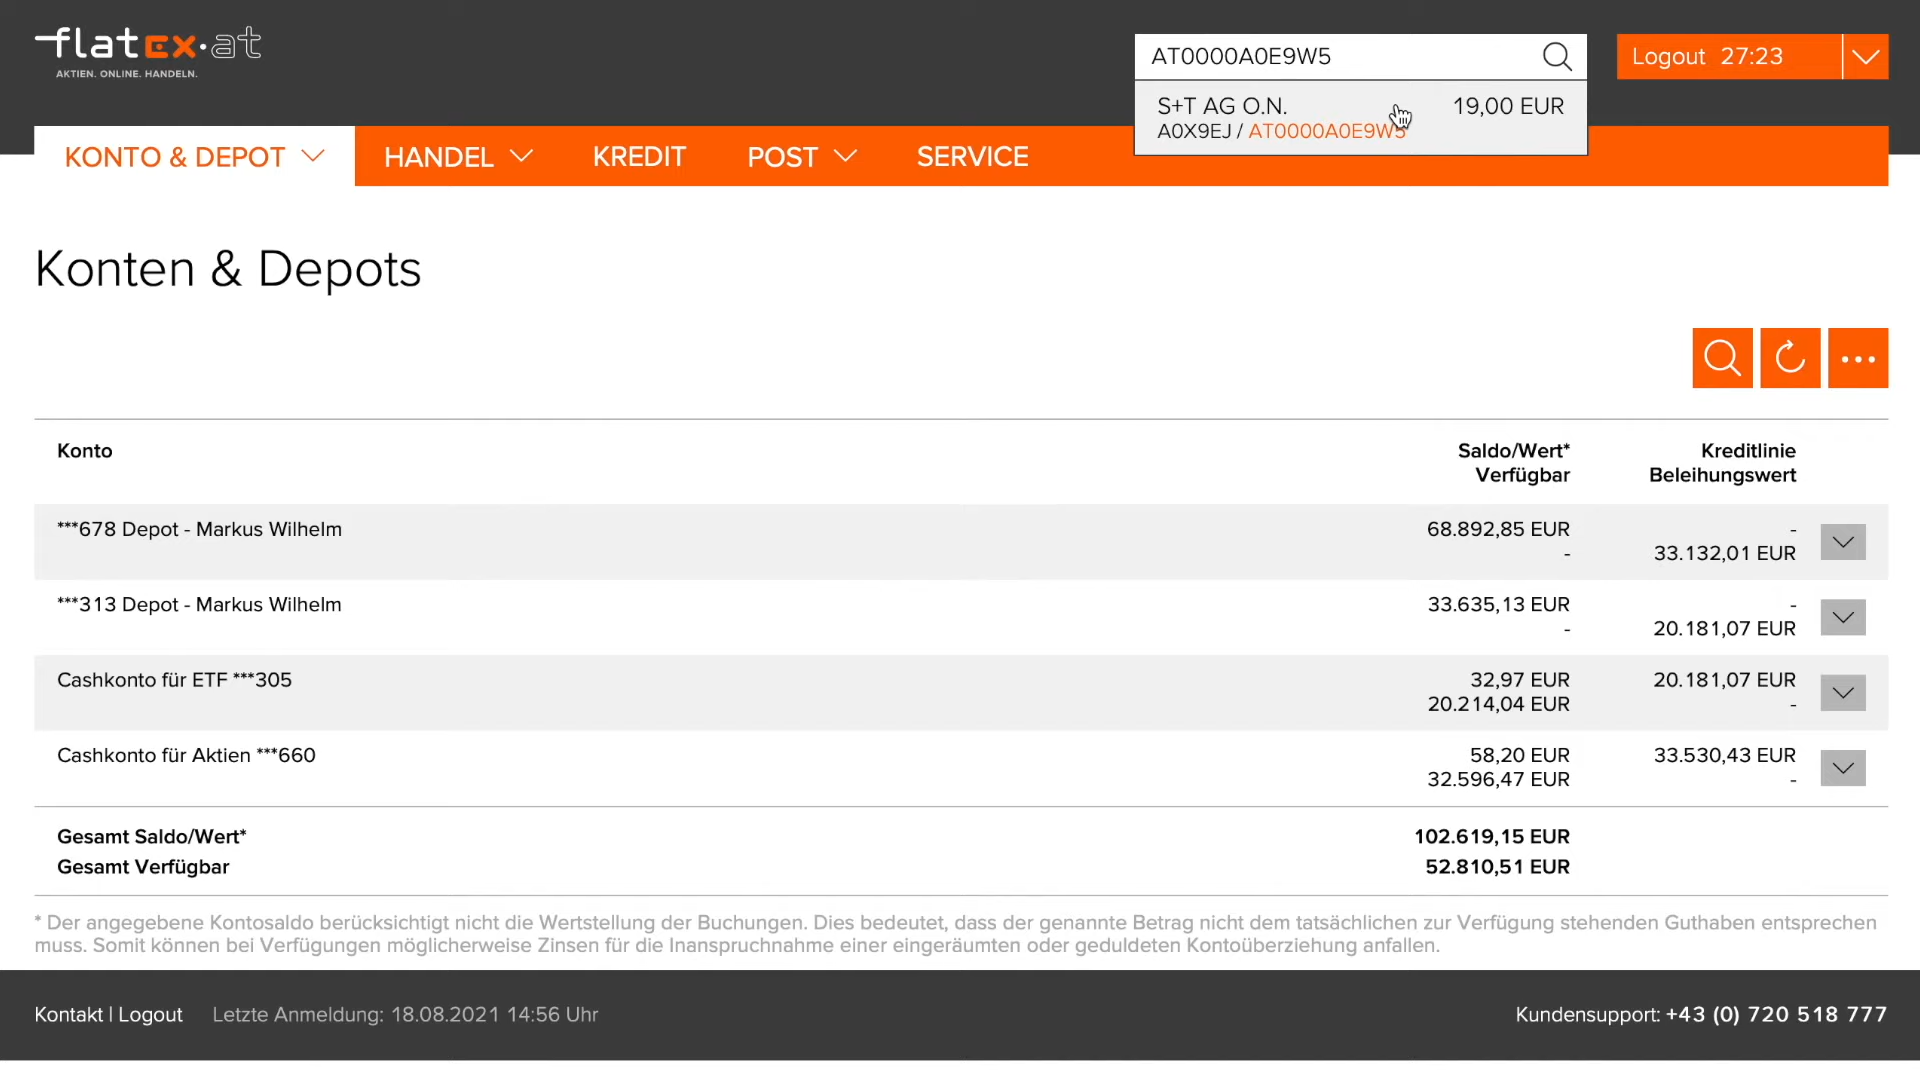 flatex.at
AKTIEN. ONLINE. HANDELN.
AT0000A0E9W5
Logout 27:23
S+T AG O.N. 19,00 EUR
A0X9EJ / AT0000A0E9W5
KONTO & DEPOT HANDEL KREDIT POST SERVICE
Konten & Depots
Konto Saldo/Wert* Kreditlinie
Verfügbar Beleihungswert
***678 Depot - Markus Wilhelm 68.892,85 EUR -
- 33.132,01 EUR
***313 Depot - Markus Wilhelm 33.635,13 EUR -
- 20.181,07 EUR
Cashkonto für ETF ***305 32,97 EUR 20.181,07 EUR
20.214,04 EUR -
Cashkonto für Aktien ***660 58,20 EUR 33.530,43 EUR
32.596,47 EUR -
Gesamt Saldo/Wert* 102.619,15 EUR
Gesamt Verfügbar 52.810,51 EUR
* Der angegebene Kontosaldo berücksichtigt nicht die Wertstellung der Buchungen. Dies bedeutet, dass der genannte Betrag nicht dem tatsächlichen zur Verfügung stehenden Guthaben entsprechen
muss. Somit können bei Verfügungen möglicherweise Zinsen für die Inanspruchnahme einer eingeräumten oder geduldeten Kontoüberziehung anfallen.
Kontakt | Logout Letzte Anmeldung: 18.08.2021 14:56 Uhr Kundensupport: +43 (0) 720 518 777